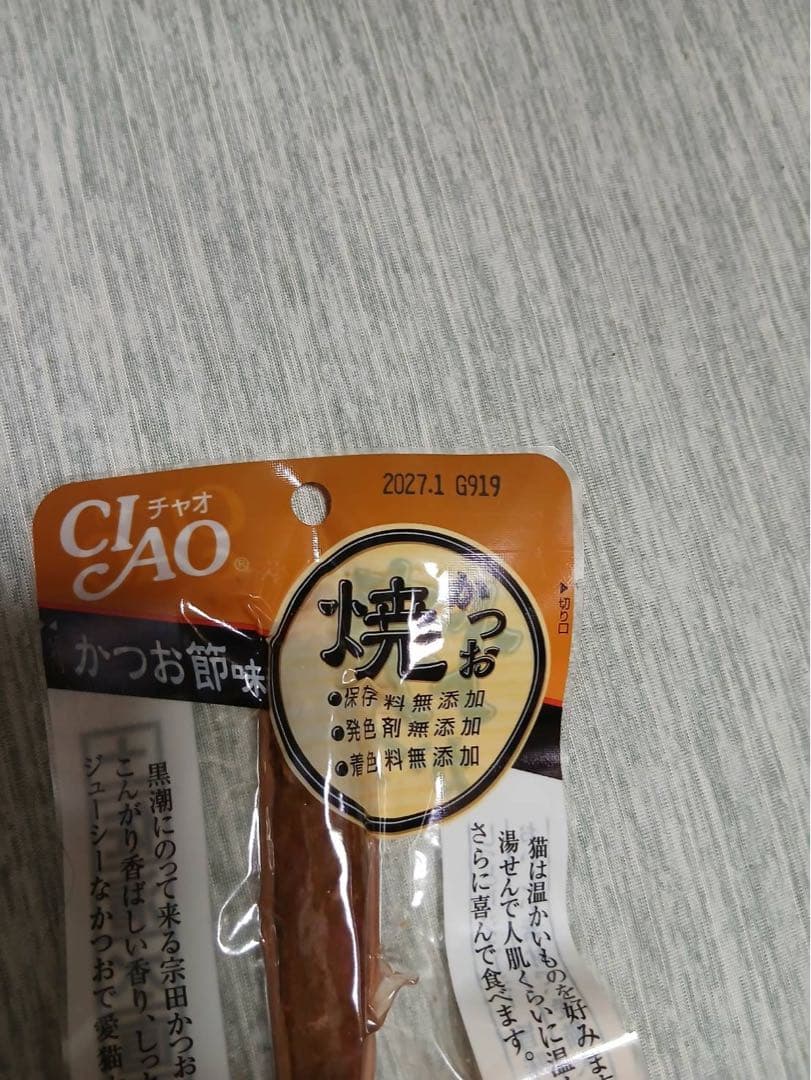 2027.1 G919
CIAO
チャオ
®
かつお
焼
切り口
かつお節味
●保存料無添加
●発色剤無添加
●着色料無添加
黒潮にのって来る宗田かつお
こんがり香ばしい香り、しっと
ジューシーなかつおで愛猫
猫は温かいものを好みま
湯せんで人肌くらいに温
さらに喜んで食べます。